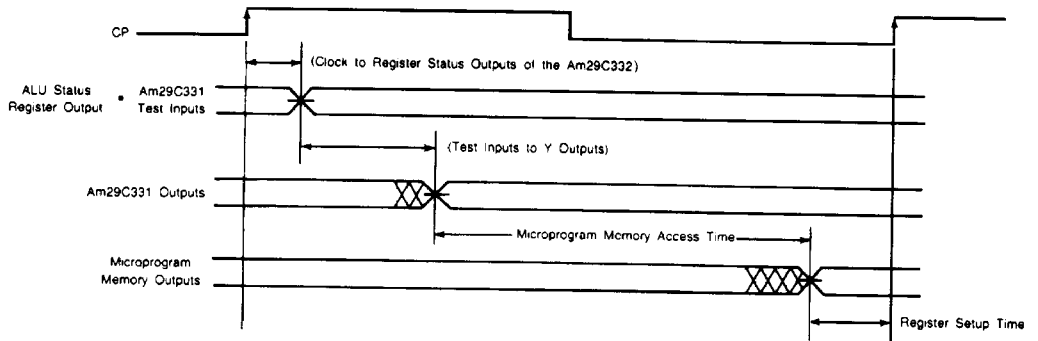 CP
(Clock to Register Status Outputs of the Am29C332)
ALU Status
Register Output
•
Am29C331
Test Inputs
(Test Inputs to Y Outputs)
Am29C331 Outputs
Microprogram Memory Access Time
Microprogram
Memory Outputs
Register Setup Time